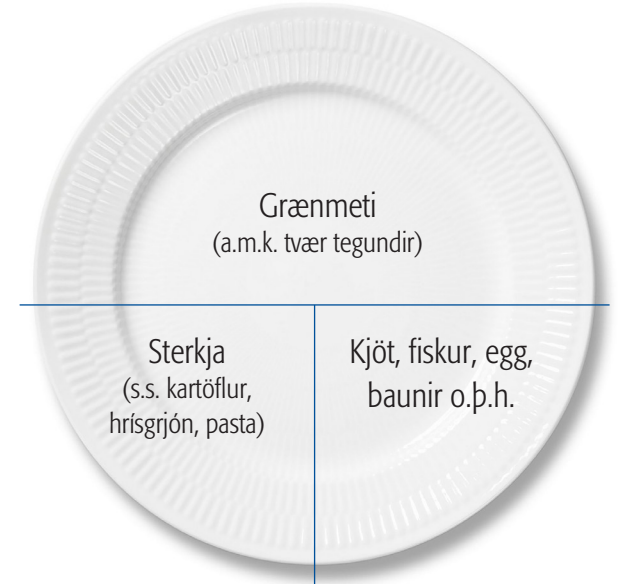 Grænmeti
(a.m.k. tvær tegundir)
Sterkja
(s.s. kartöflur,
hrísgrjón, pasta)
Kjöt, fiskur, egg,
baunir o.þ.h.